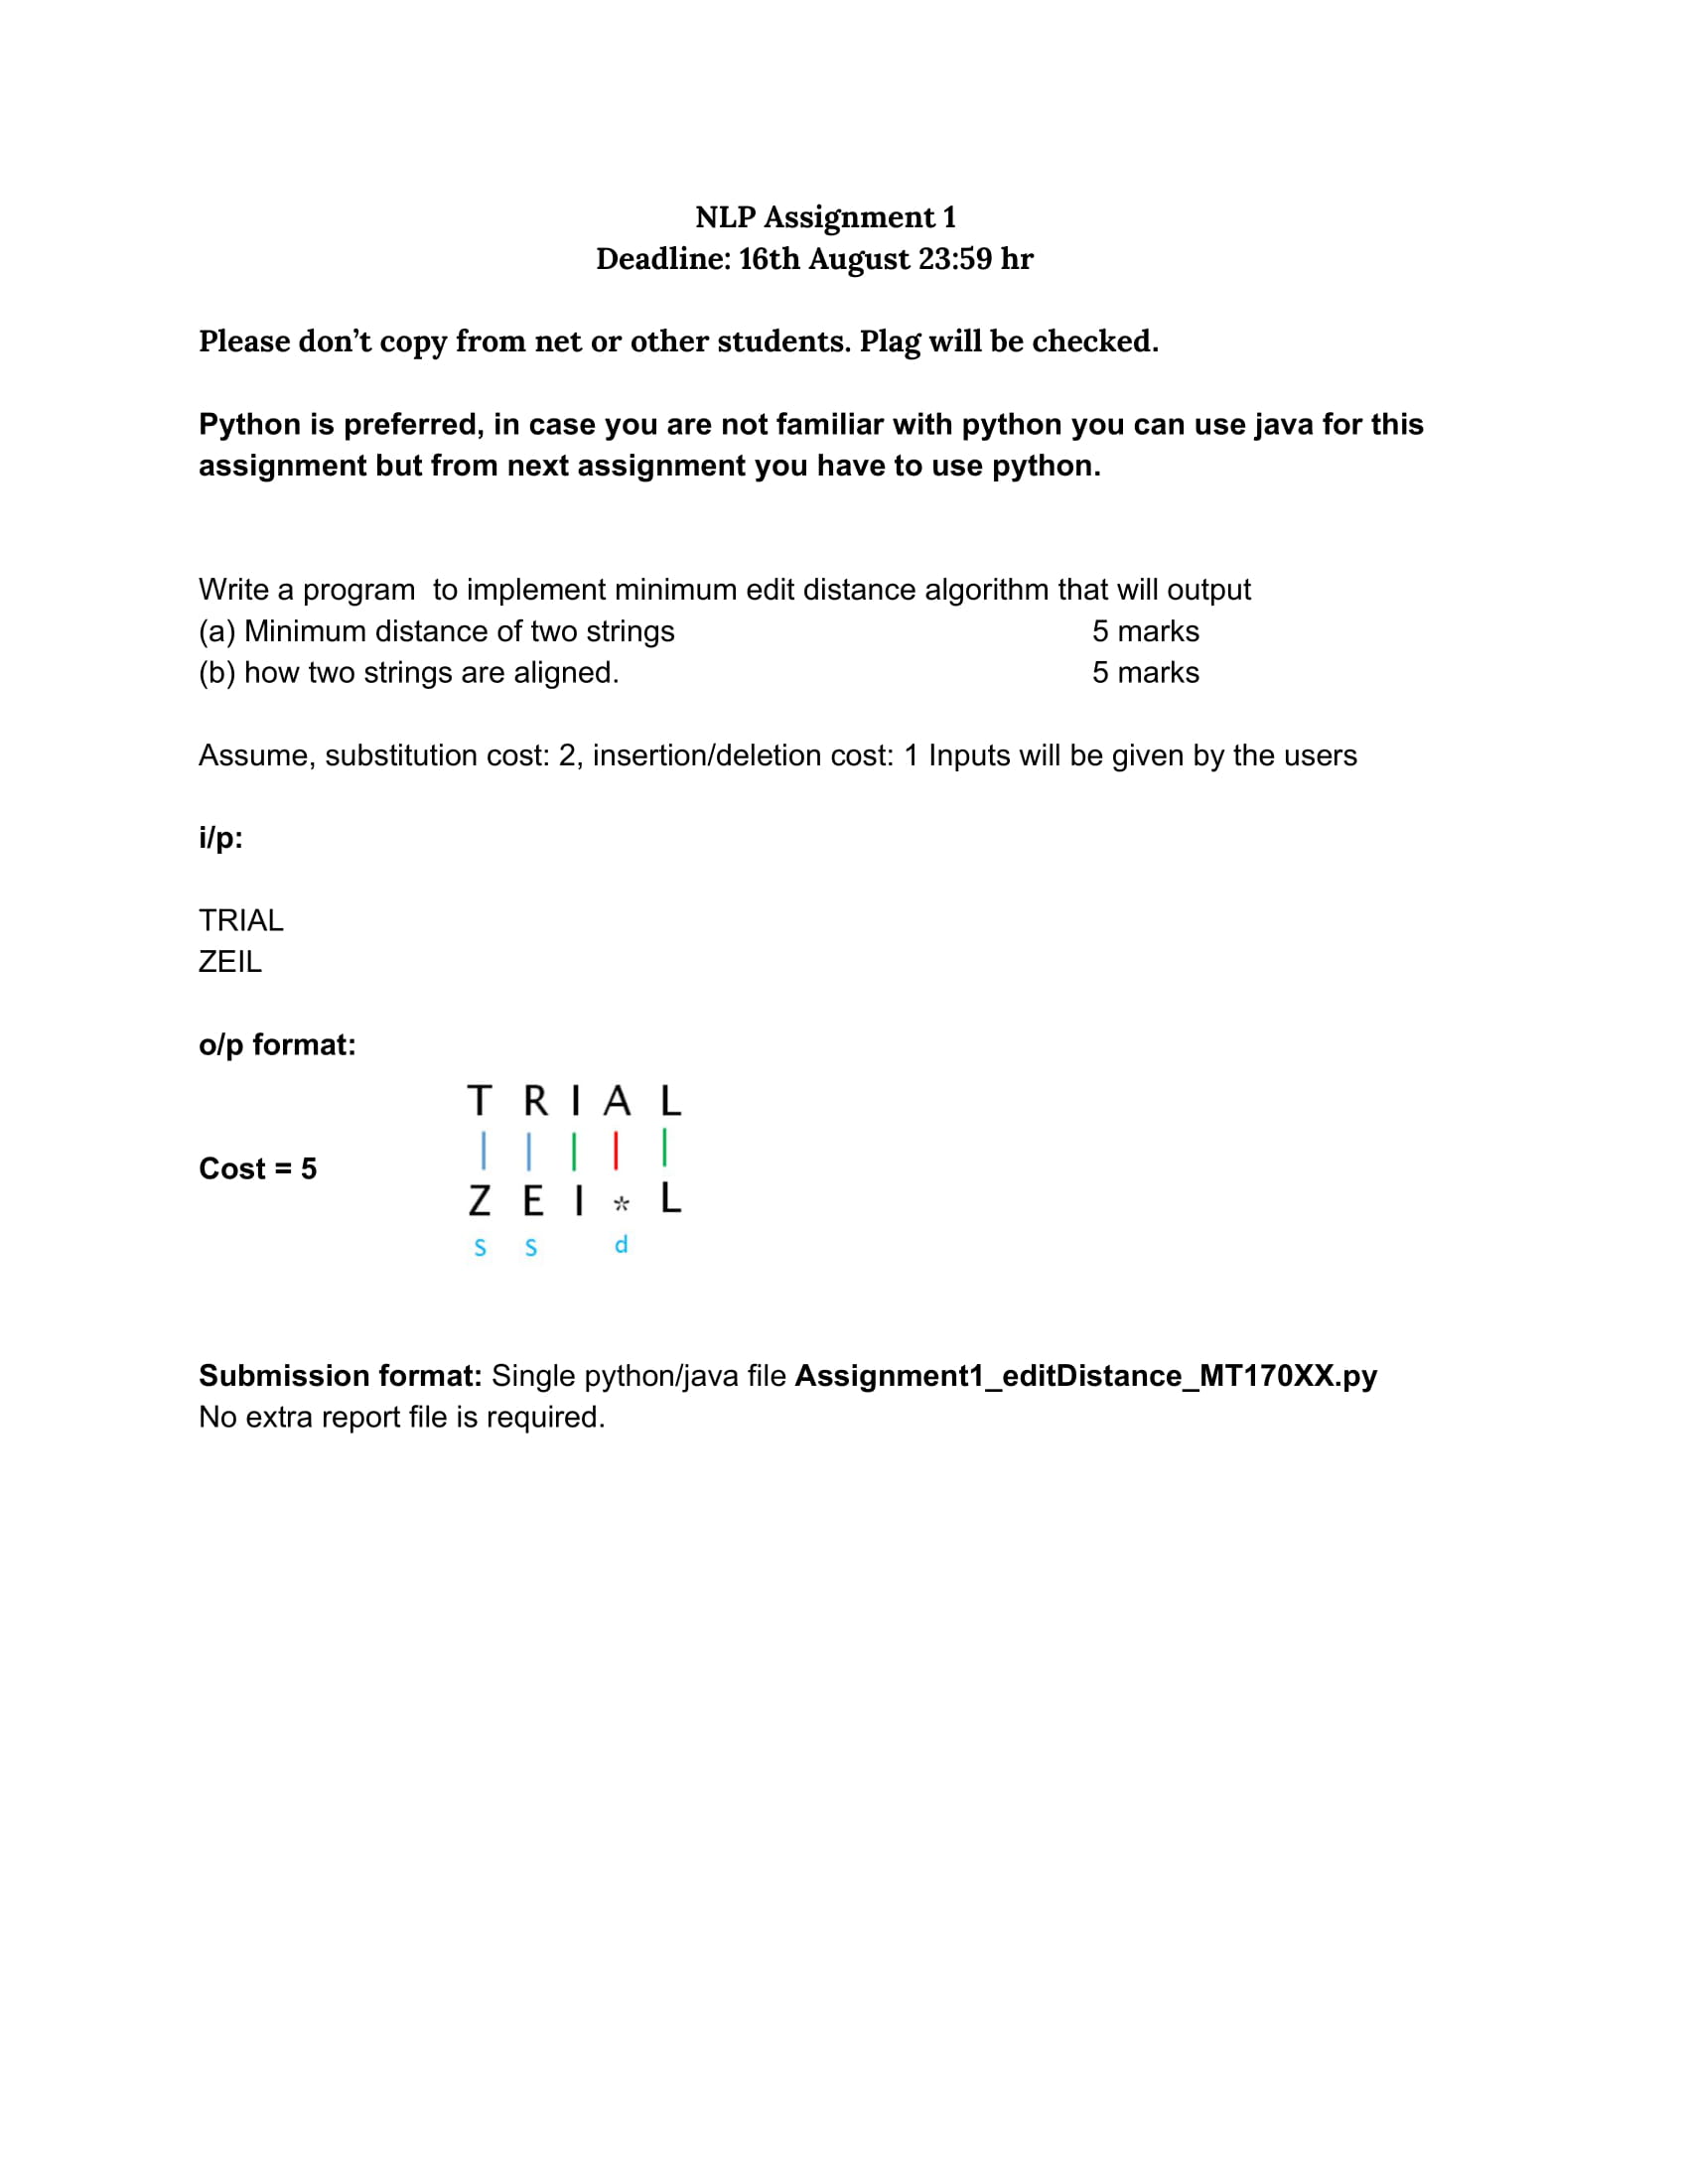 NLP Assignment 1
Deadline: 16th August 23:59 hr
Please don’t copy from net or other students. Plag will be checked.
Python is preferred, in case you are not familiar with python you can use java for this
assignment but from next assignment you have to use python.
Write a program  to implement minimum edit distance algorithm that will output
(a) Minimum distance of two strings 5 marks
(b) how two strings are aligned. 5 marks
Assume, substitution cost: 2, insertion/deletion cost: 1 Inputs will be given by the users
i/p:
TRIAL
ZEIL
o/p format:
T R I A L
| | | | |
Cost = 5
Z E I * L
s s d
Submission format: Single python/java file Assignment1_editDistance_MT170XX.py
No extra report file is required.